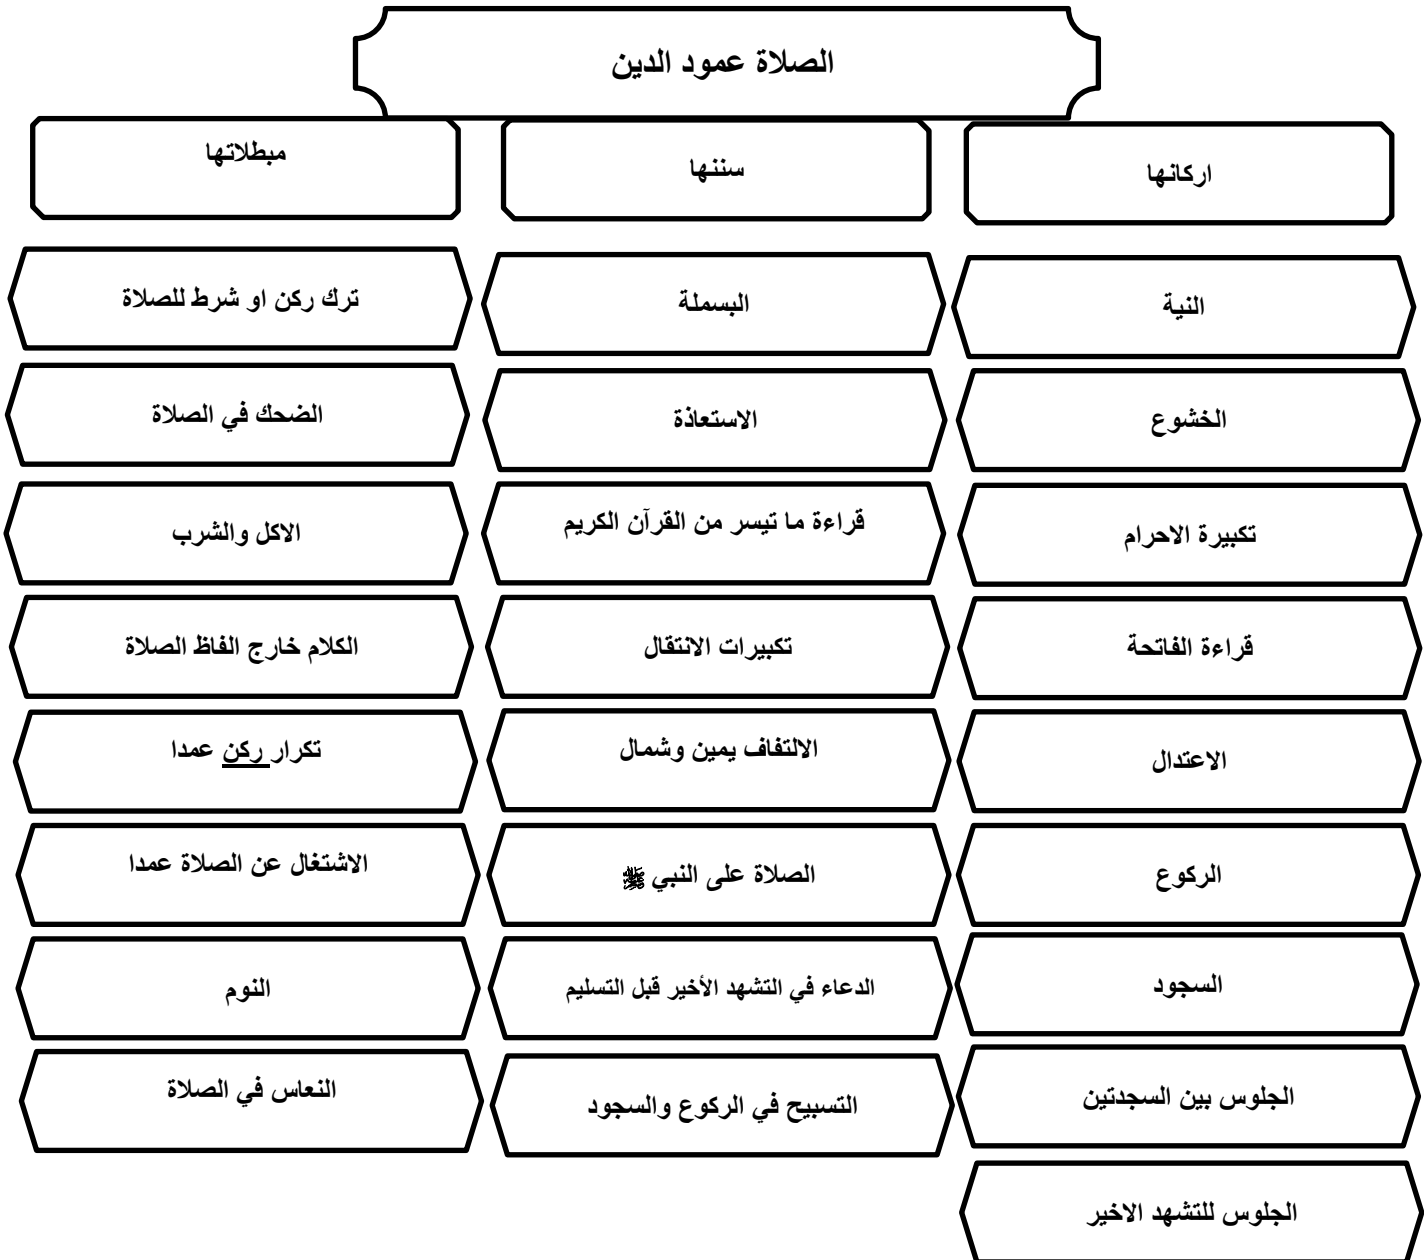 الصلاة عمود الدين
اركانها
سننها
مبطلاتها
النية
البسملة
ترك ركن او شرط للصلاة
الخشوع
الاستعاذة
الضحك في الصلاة
تكبيرة الاحرام
قراءة ما تيسر من القرآن الكريم
الاكل والشرب
قراءة الفاتحة
تكبيرات الانتقال
الكلام خارج الفاظ الصلاة
الاعتدال
الالتفاف يمين وشمال
تكرار ركن عمدا
الركوع
الصلاة على النبي ﷺ
الاشتغال عن الصلاة عمدا
السجود
الدعاء في التشهد الأخير قبل التسليم
النوم
الجلوس بين السجدتين
التسبيح في الركوع والسجود
النعاس في الصلاة
الجلوس للتشهد الاخير